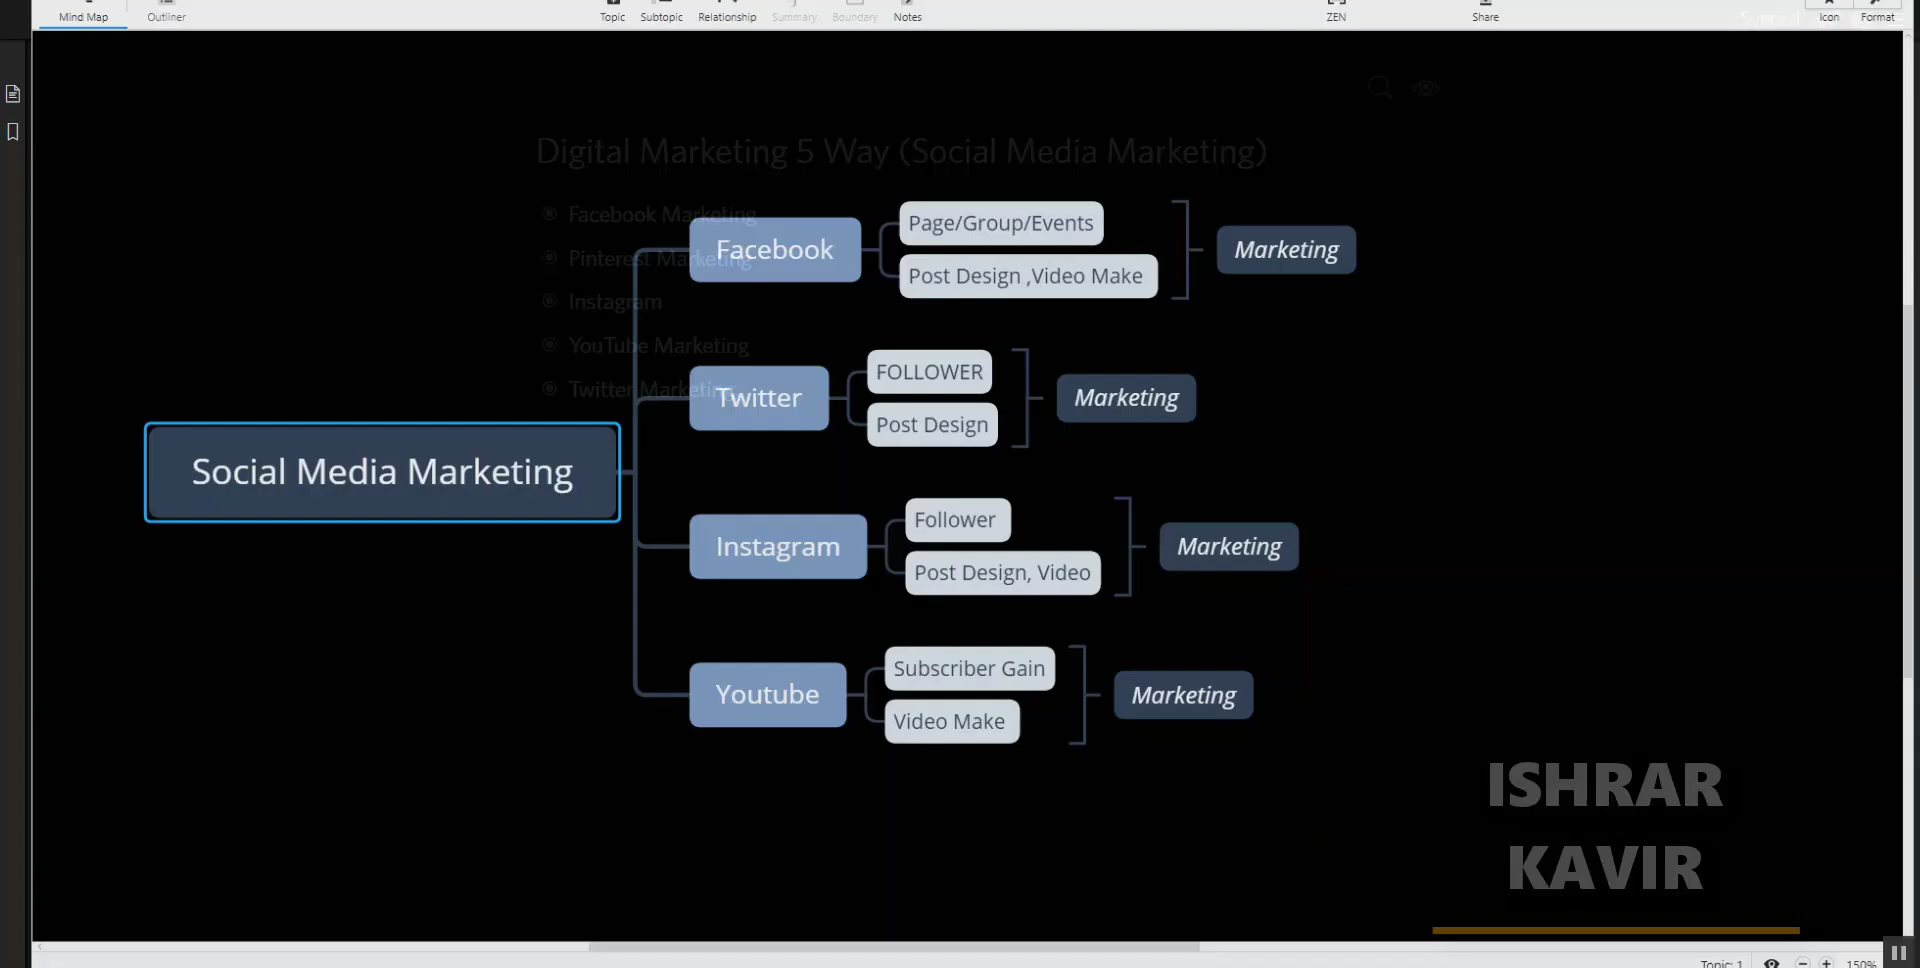 Mind Map
Outliner
Topic
Subtopic
Relationship
Summary
Boundary
Notes
ZEN
Share
Icon
Format
Digital Marketing 5 Way (Social Media Marketing)
Facebook Marketing
Pinterest Marketing
Instagram
YouTube Marketing
Twitter Marketing
Social Media Marketing
Facebook
Page/Group/Events
Post Design ,Video Make
Marketing
Twitter
FOLLOWER
Post Design
Marketing
Instagram
Follower
Post Design, Video
Marketing
Youtube
Subscriber Gain
Video Make
Marketing
ISHRAR
KAVIR
Topic: 1
150%